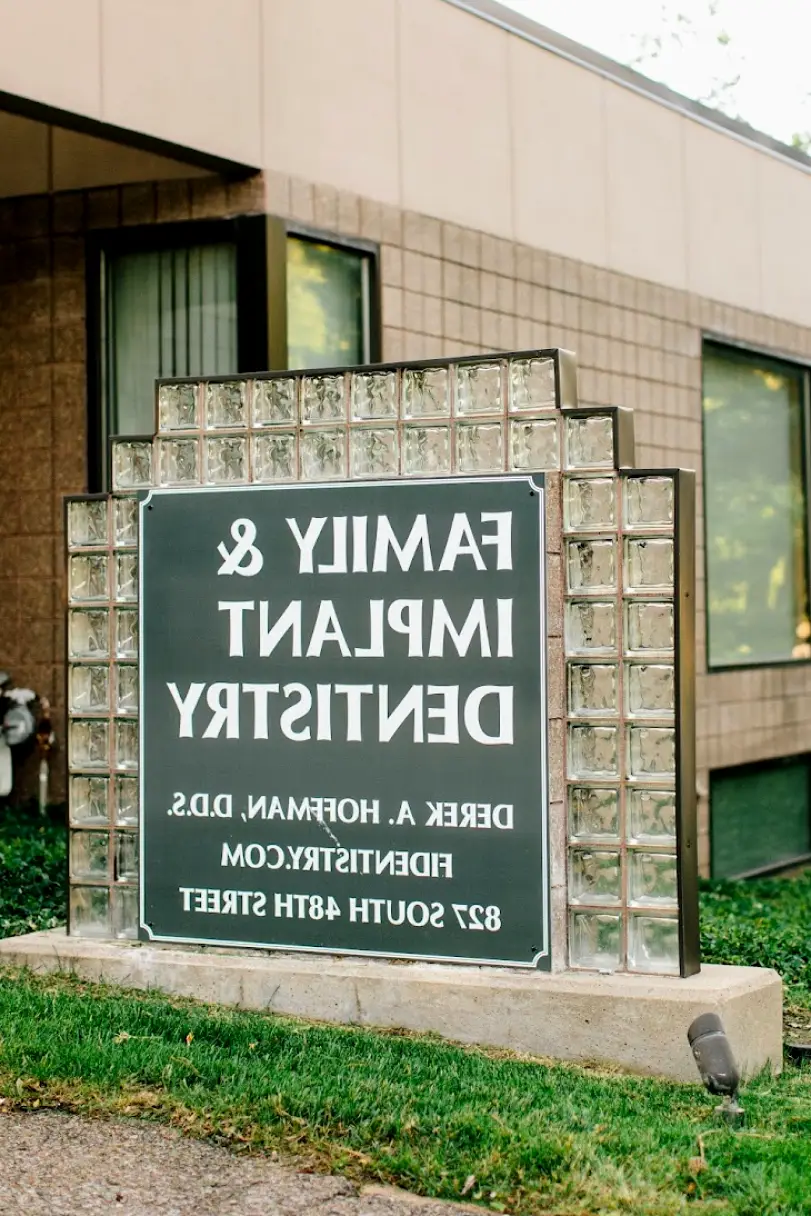 FAMILY &
IMPLANT
DENTISTRY
DEREK A. HOFFMAN, D.D.S.
FIDENTISTRY.COM
827 SOUTH 48TH STREET